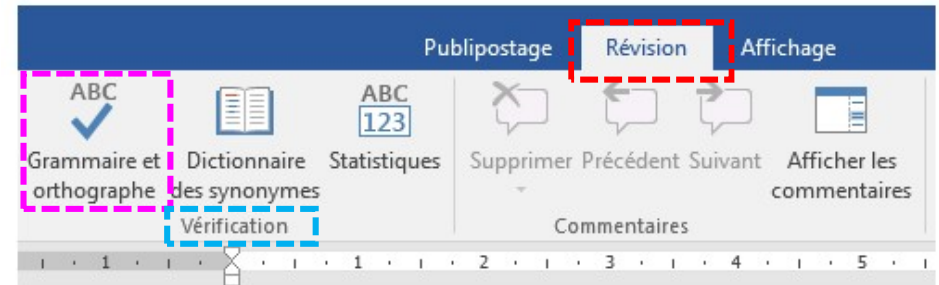 Publipostage Révision Affichage
ABC ABC
123
Grammaire et Dictionnaire Statistiques Supprimer Précédent Suivant Afficher les
orthographe des synonymes commentaires
Vérification Commentaires
1 1 2 3 4 5